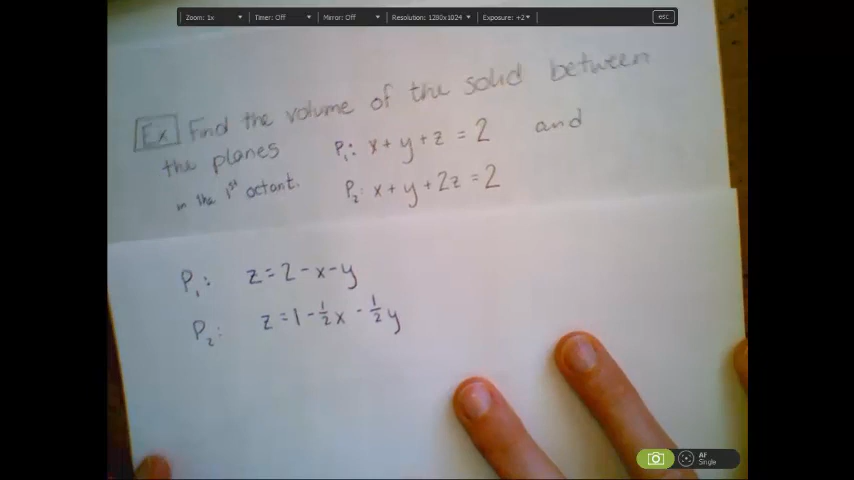 Zoom: 1x Timer: Off Mirror: Off Resolution: 1280x1024 Exposure: +2 esc
Ex Find the volume of the solid between
the planes P₁: x + y + z = 2 and
in the 1st octant. P₂: x + y + 2z = 2
P₁: z = 2 - x - y
P₂: z = 1 - ½x - ½y
AF
Single